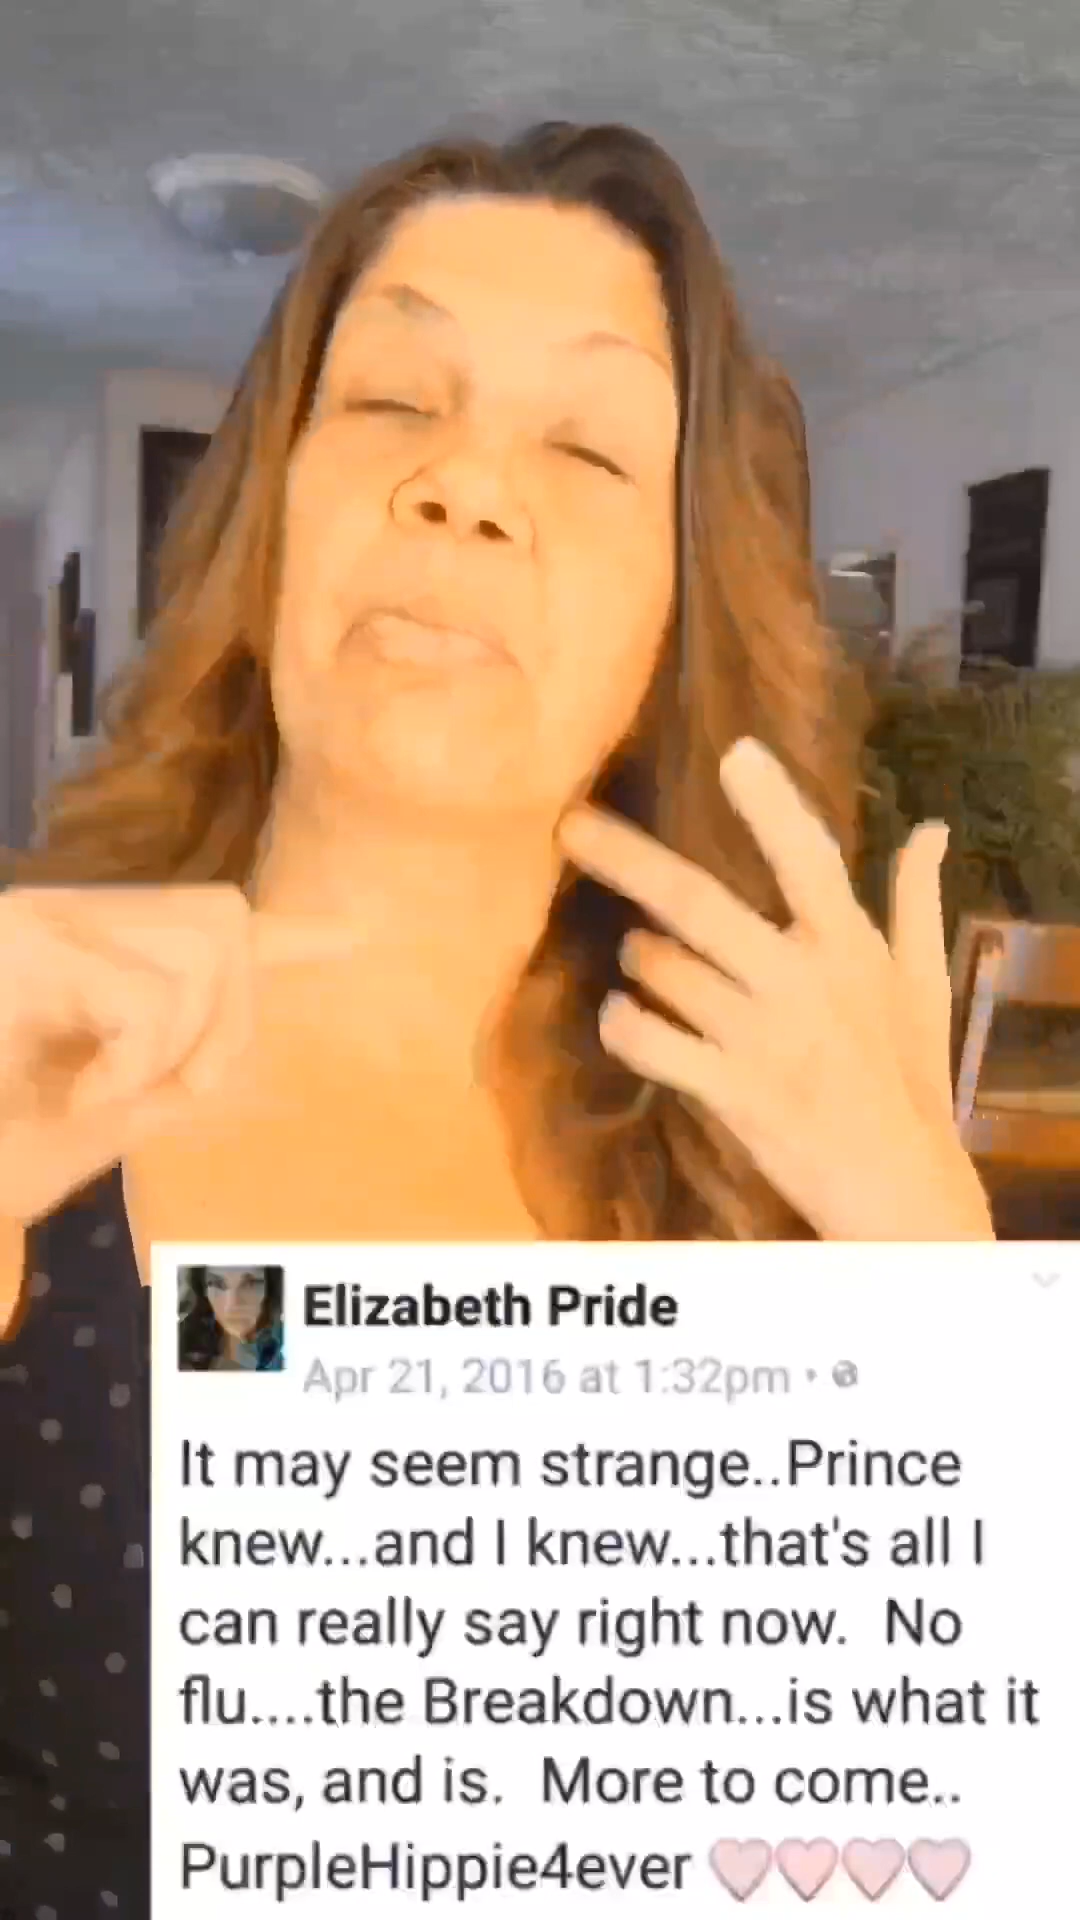 Elizabeth Pride
Apr 21, 2016 at 1:32pm •
It may seem strange..Prince
knew...and I knew...that's all I
can really say right now.  No
flu....the Breakdown...is what it
was, and is.  More to come..
PurpleHippie4ever 💗💗💗💗